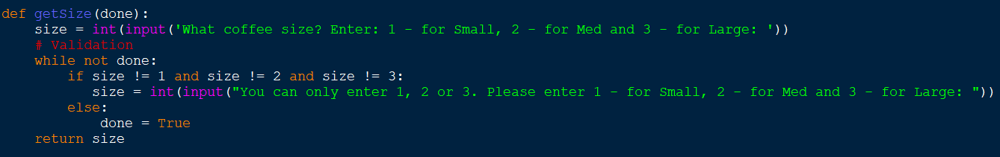 def getSize(done):
    size = int(input('What coffee size? Enter: 1 - for Small, 2 - for Med and 3 - for Large: '))
    # Validation
    while not done:
        if size != 1 and size != 2 and size != 3:
           size = int(input("You can only enter 1, 2 or 3. Please enter 1 - for Small, 2 - for Med and 3 - for Large: "))
        else:
            done = True
    return size